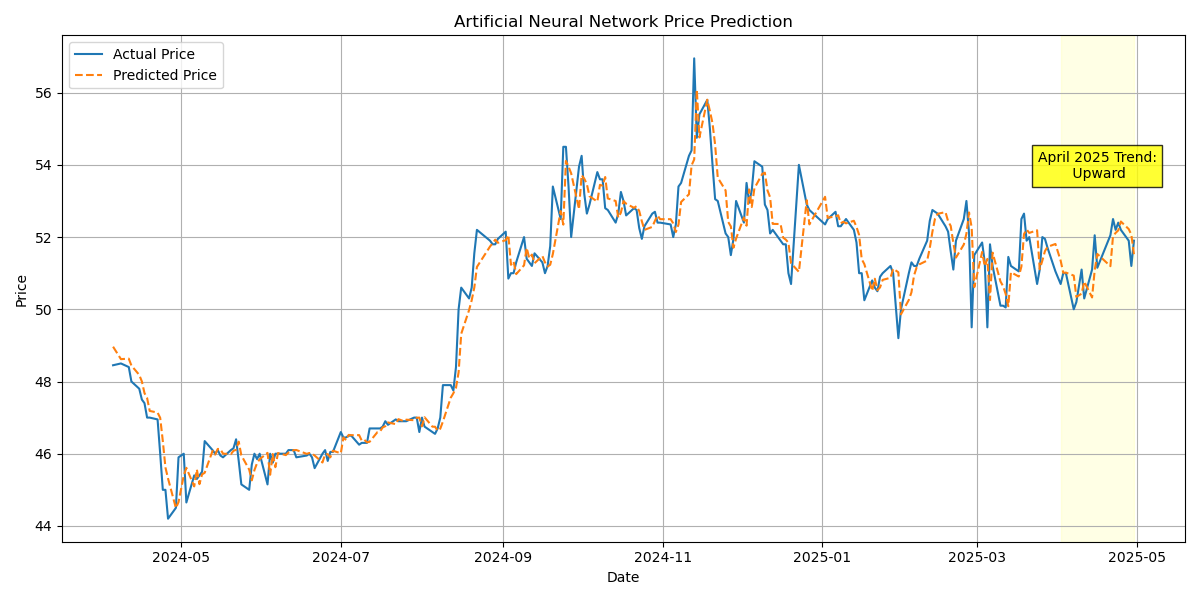 Artificial Neural Network Price Prediction
Actual Price
Predicted Price
April 2025 Trend:
Upward
Price
56
54
52
50
48
46
44
2024-05
2024-07
2024-09
2024-11
2025-01
2025-03
2025-05
Date